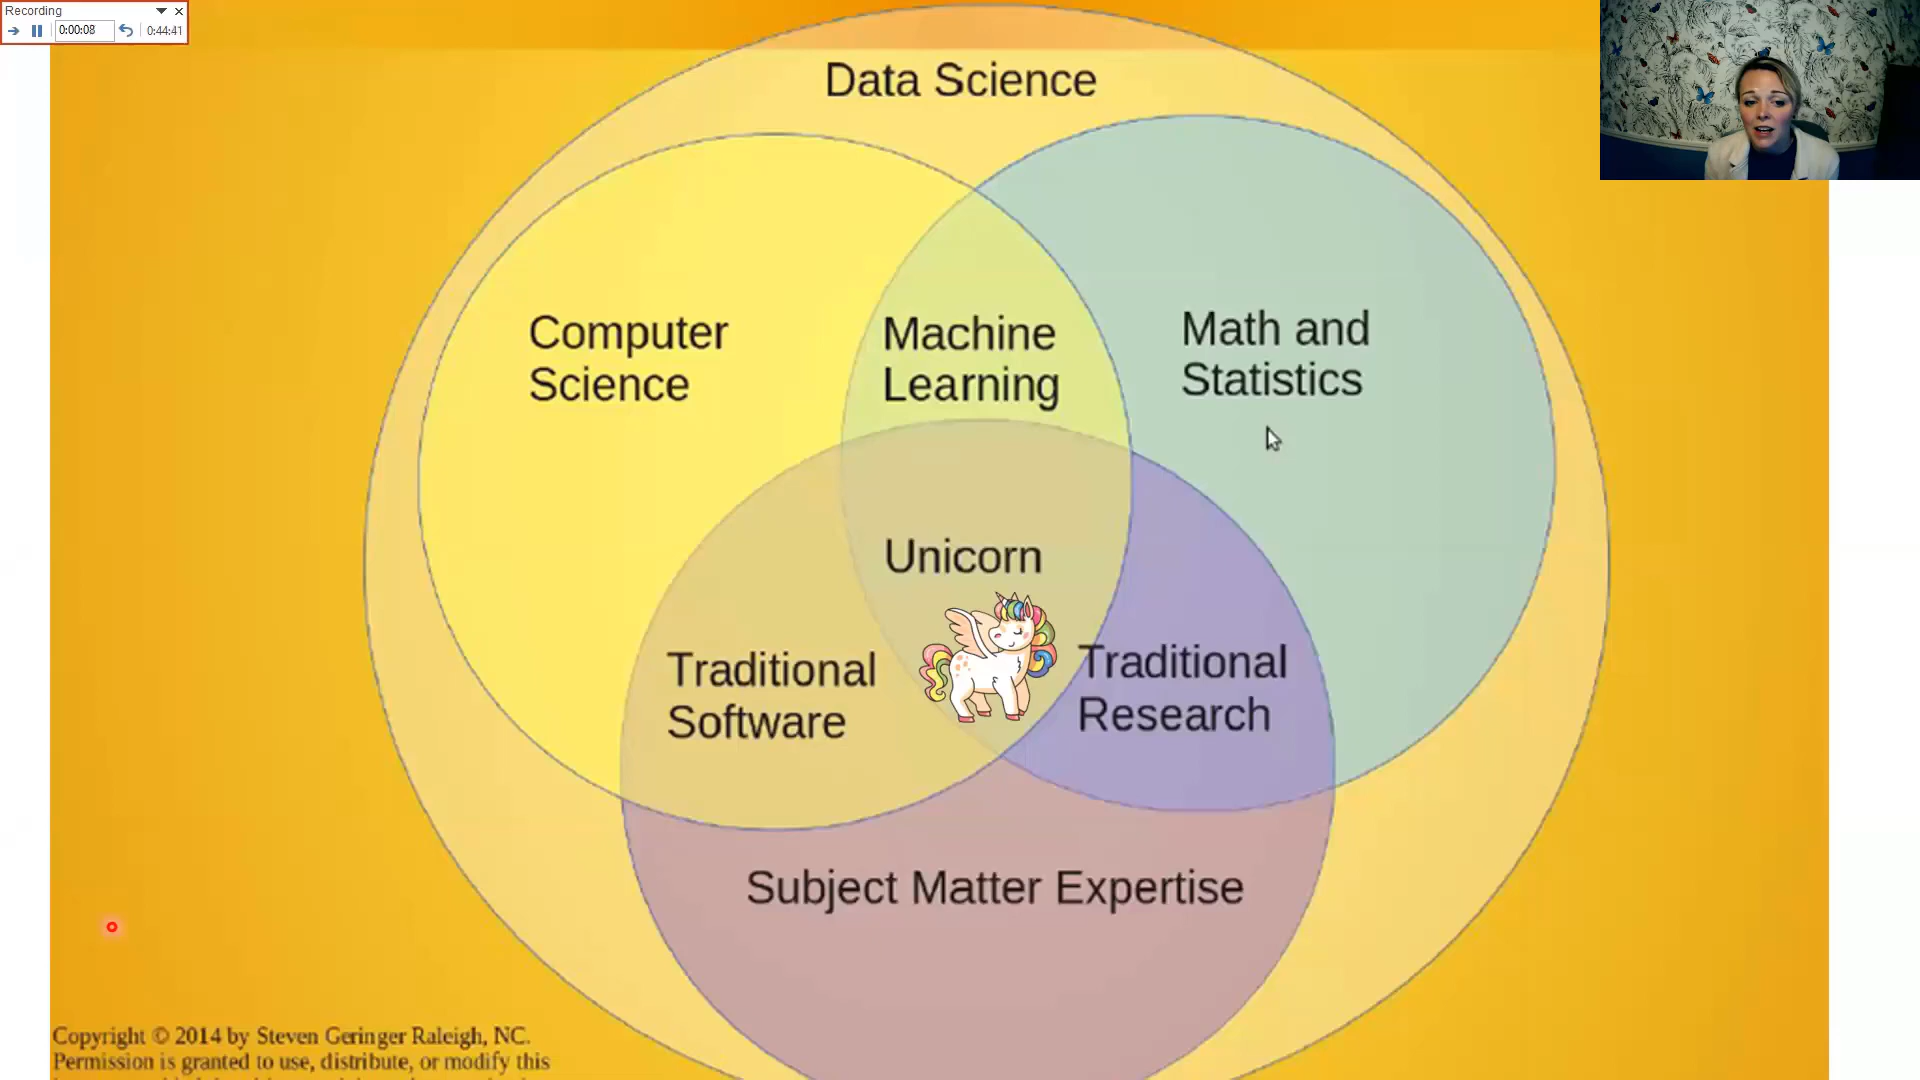 Recording
0:00:08
0:44:41
Data Science
Computer
Science
Machine
Learning
Math and
Statistics
Unicorn
Traditional
Software
Traditional
Research
Subject Matter Expertise
Copyright © 2014 by Steven Geringer Raleigh, NC.
Permission is granted to use, distribute, or modify this